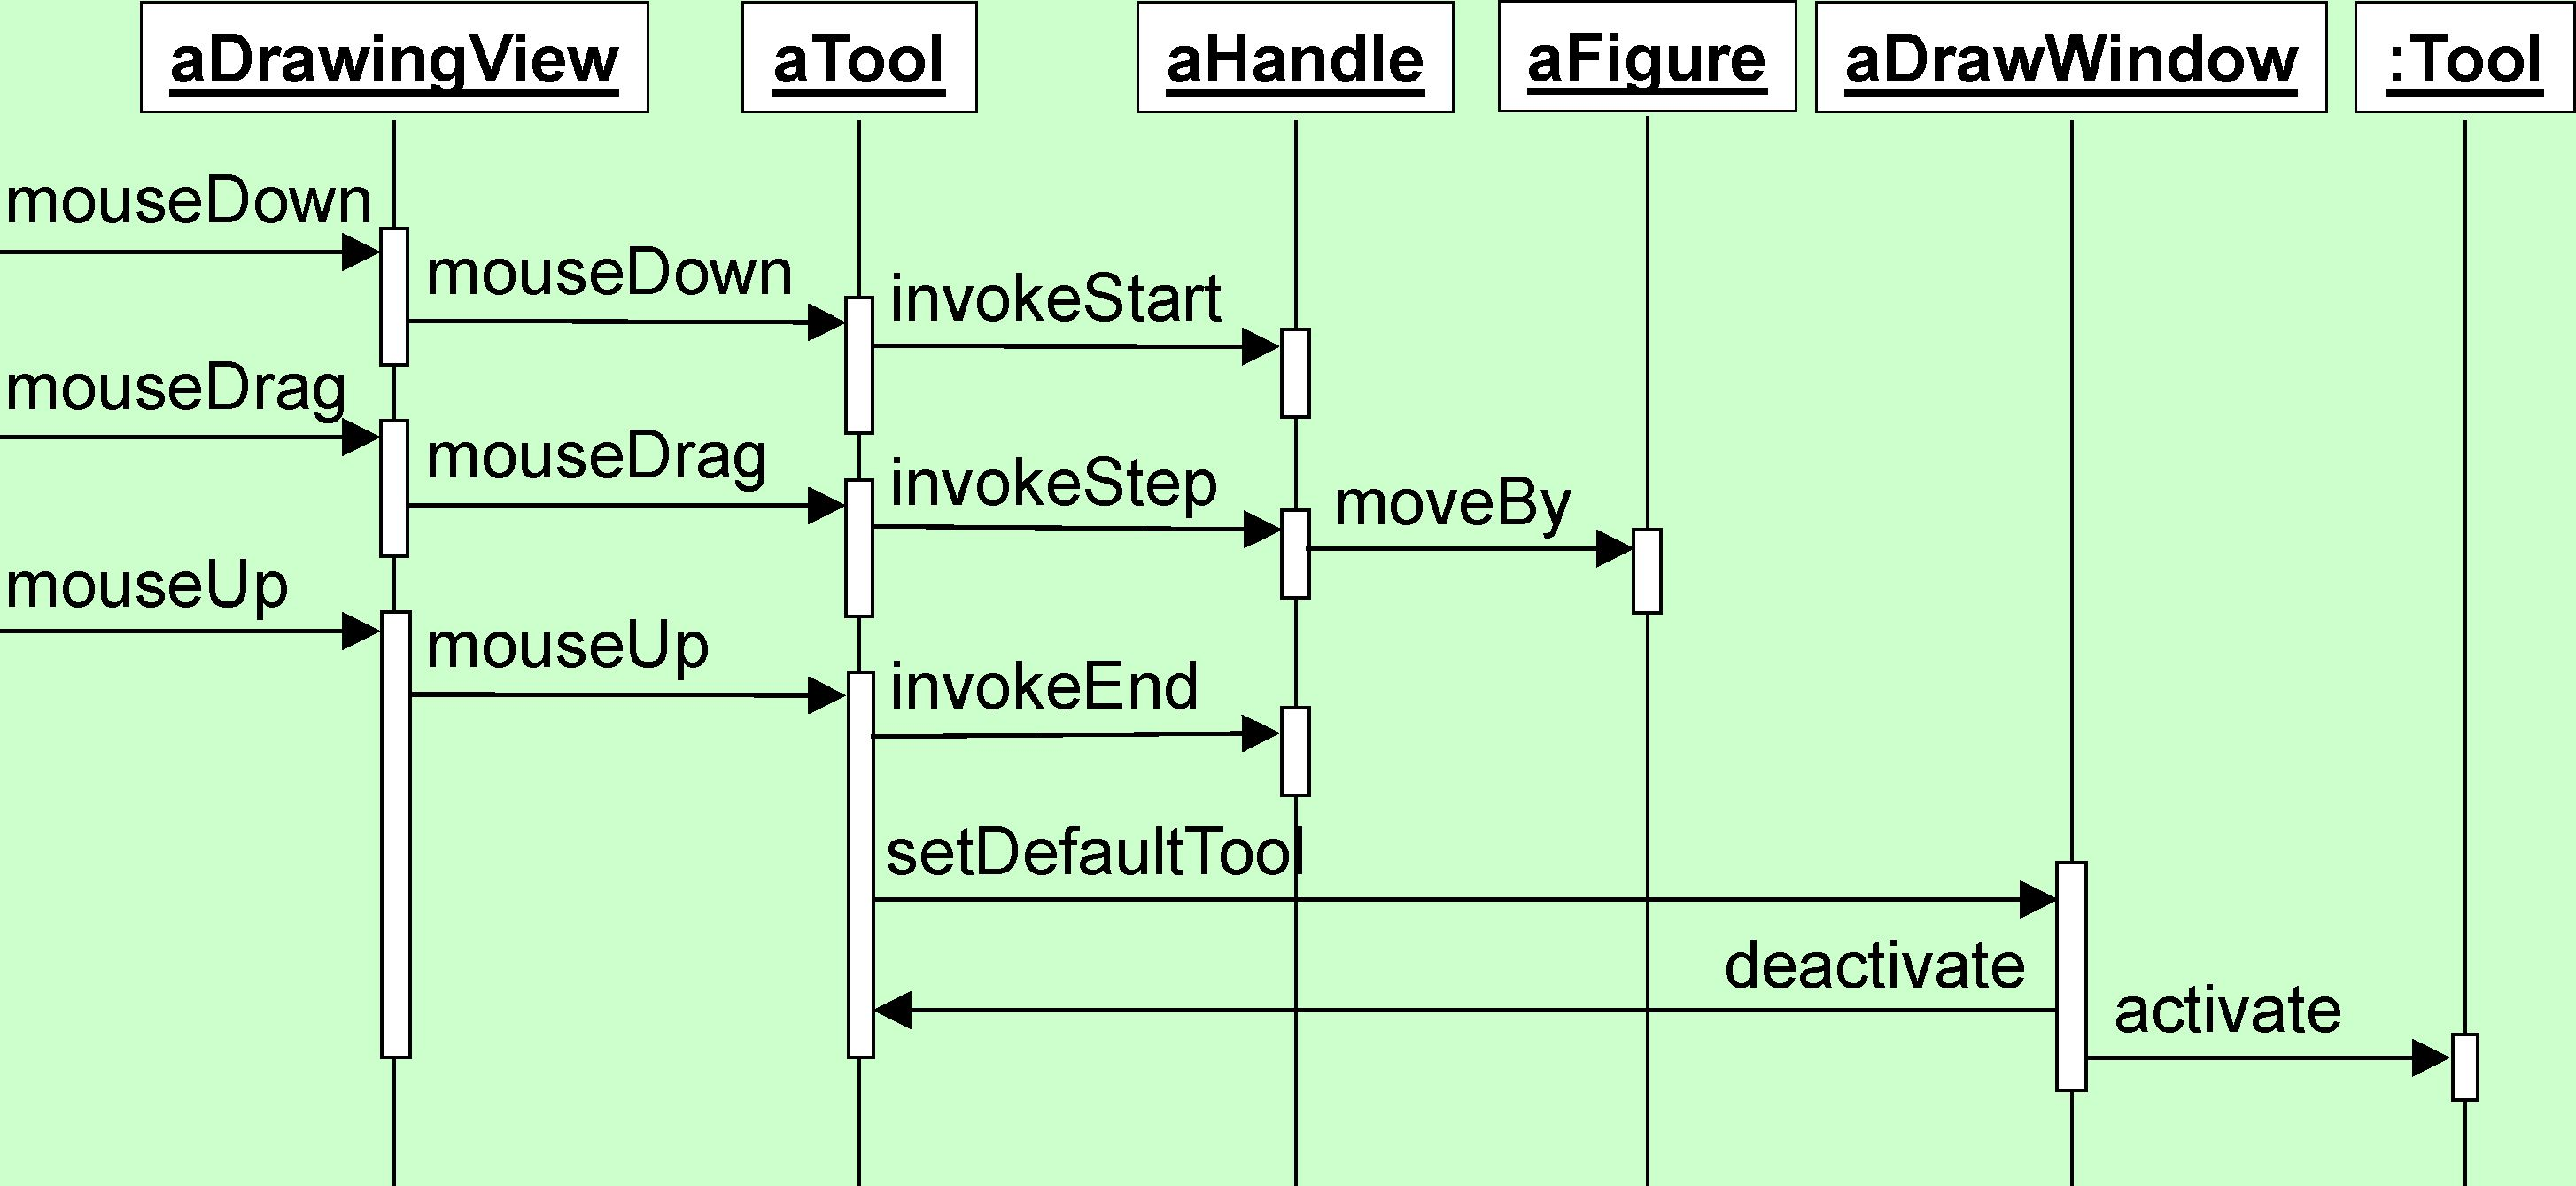 aDrawingView
aTool
aHandle
aFigure
aDrawWindow
:Tool
mouseDown
mouseDown
invokeStart
mouseDrag
mouseDrag
invokeStep
moveBy
mouseUp
mouseUp
invokeEnd
setDefaultTool
deactivate
activate